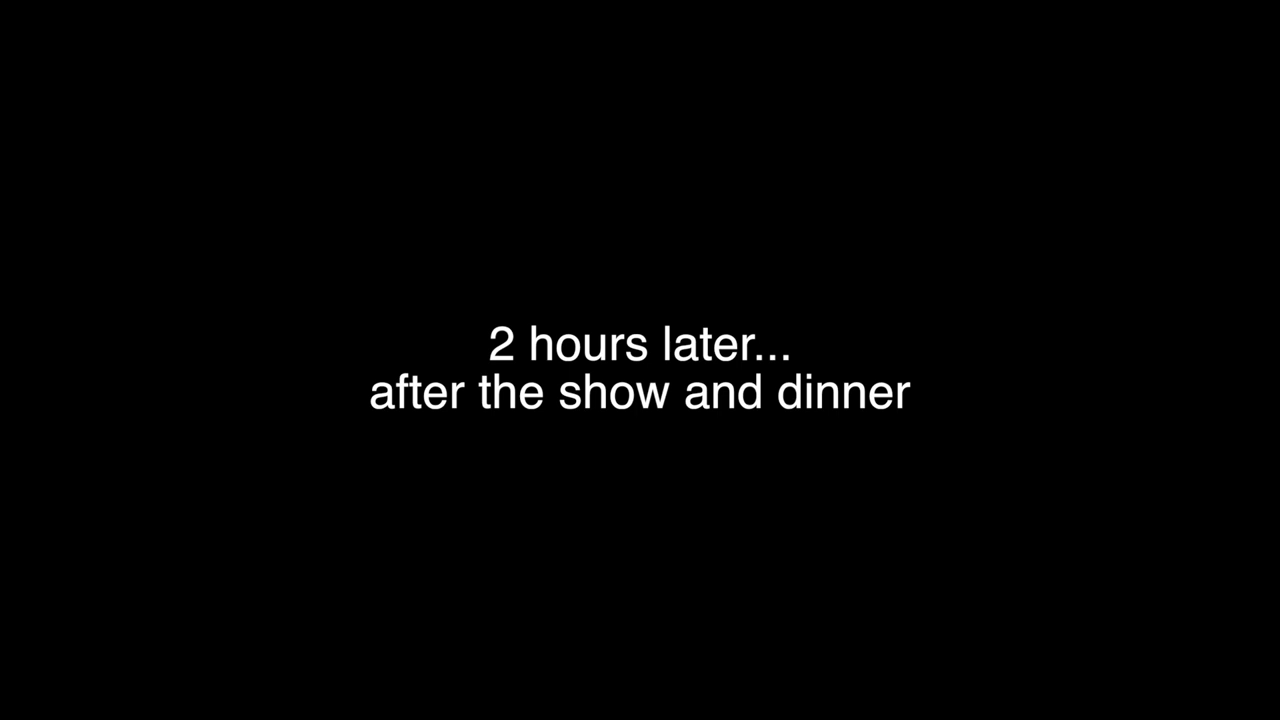 2 hours later...
after the show and dinner